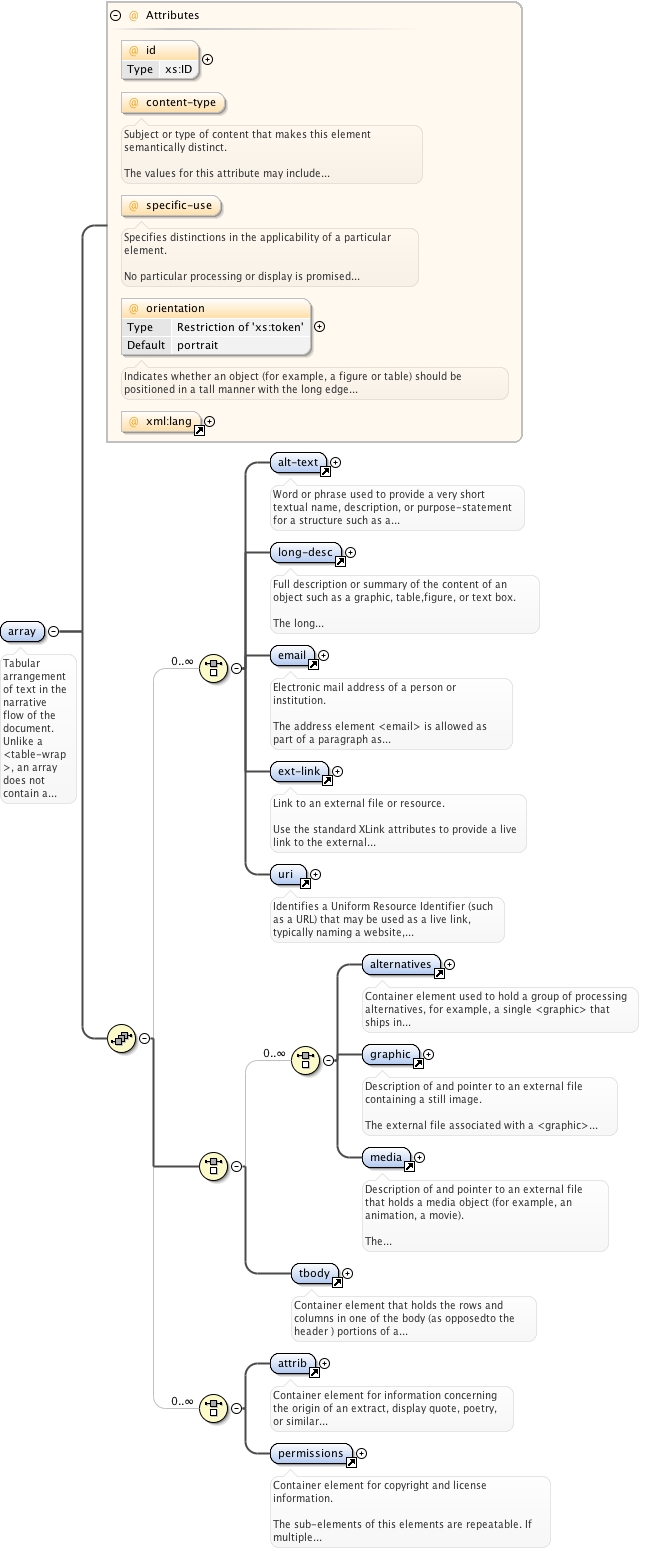 @ Attributes
@ id
Type xs:ID
@ content-type
Subject or type of content that makes this element
semantically distinct.
The values for this attribute may include...
@ specific-use
Specifies distinctions in the applicability of a particular
element.
No particular processing or display is promised...
@ orientation
Type Restriction of 'xs:token'
Default portrait
Indicates whether an object (for example, a figure or table) should be
positioned in a tall manner with the long edge...
@ xml:lang
array
Tabular
arrangement
of text in the
narrative
flow of the
document.
Unlike a
<table-wrap
>, an array
does not
contain a...
0..∞
alt-text
Word or phrase used to provide a very short
textual name, description, or purpose-statement
for a structure such as a...
long-desc
Full description or summary of the content of an
object such as a graphic, table,figure, or text box.
The long...
email
Electronic mail address of a person or
institution.
The address element <email> is allowed as
part of a paragraph as...
ext-link
Link to an external file or resource.
Use the standard XLink attributes to provide a live
link to the external...
uri
Identifies a Uniform Resource Identifier (such
as a URL) that may be used as a live link,
typically naming a website,...
0..∞
alternatives
Container element used to hold a group of processing
alternatives, for example, a single <graphic> that
ships in...
graphic
Description of and pointer to an external file
containing a still image.
The external file associated with a <graphic>...
media
Description of and pointer to an external file
that holds a media object (for example, an
animation, a movie).
The...
tbody
Container element that holds the rows and
columns in one of the body (as opposedto the
header ) portions of a...
0..∞
attrib
Container element for information concerning
the origin of an extract, display quote, poetry,
or similar...
permissions
Container element for copyright and license
information.
The sub-elements of this elements are repeatable. If
multiple...